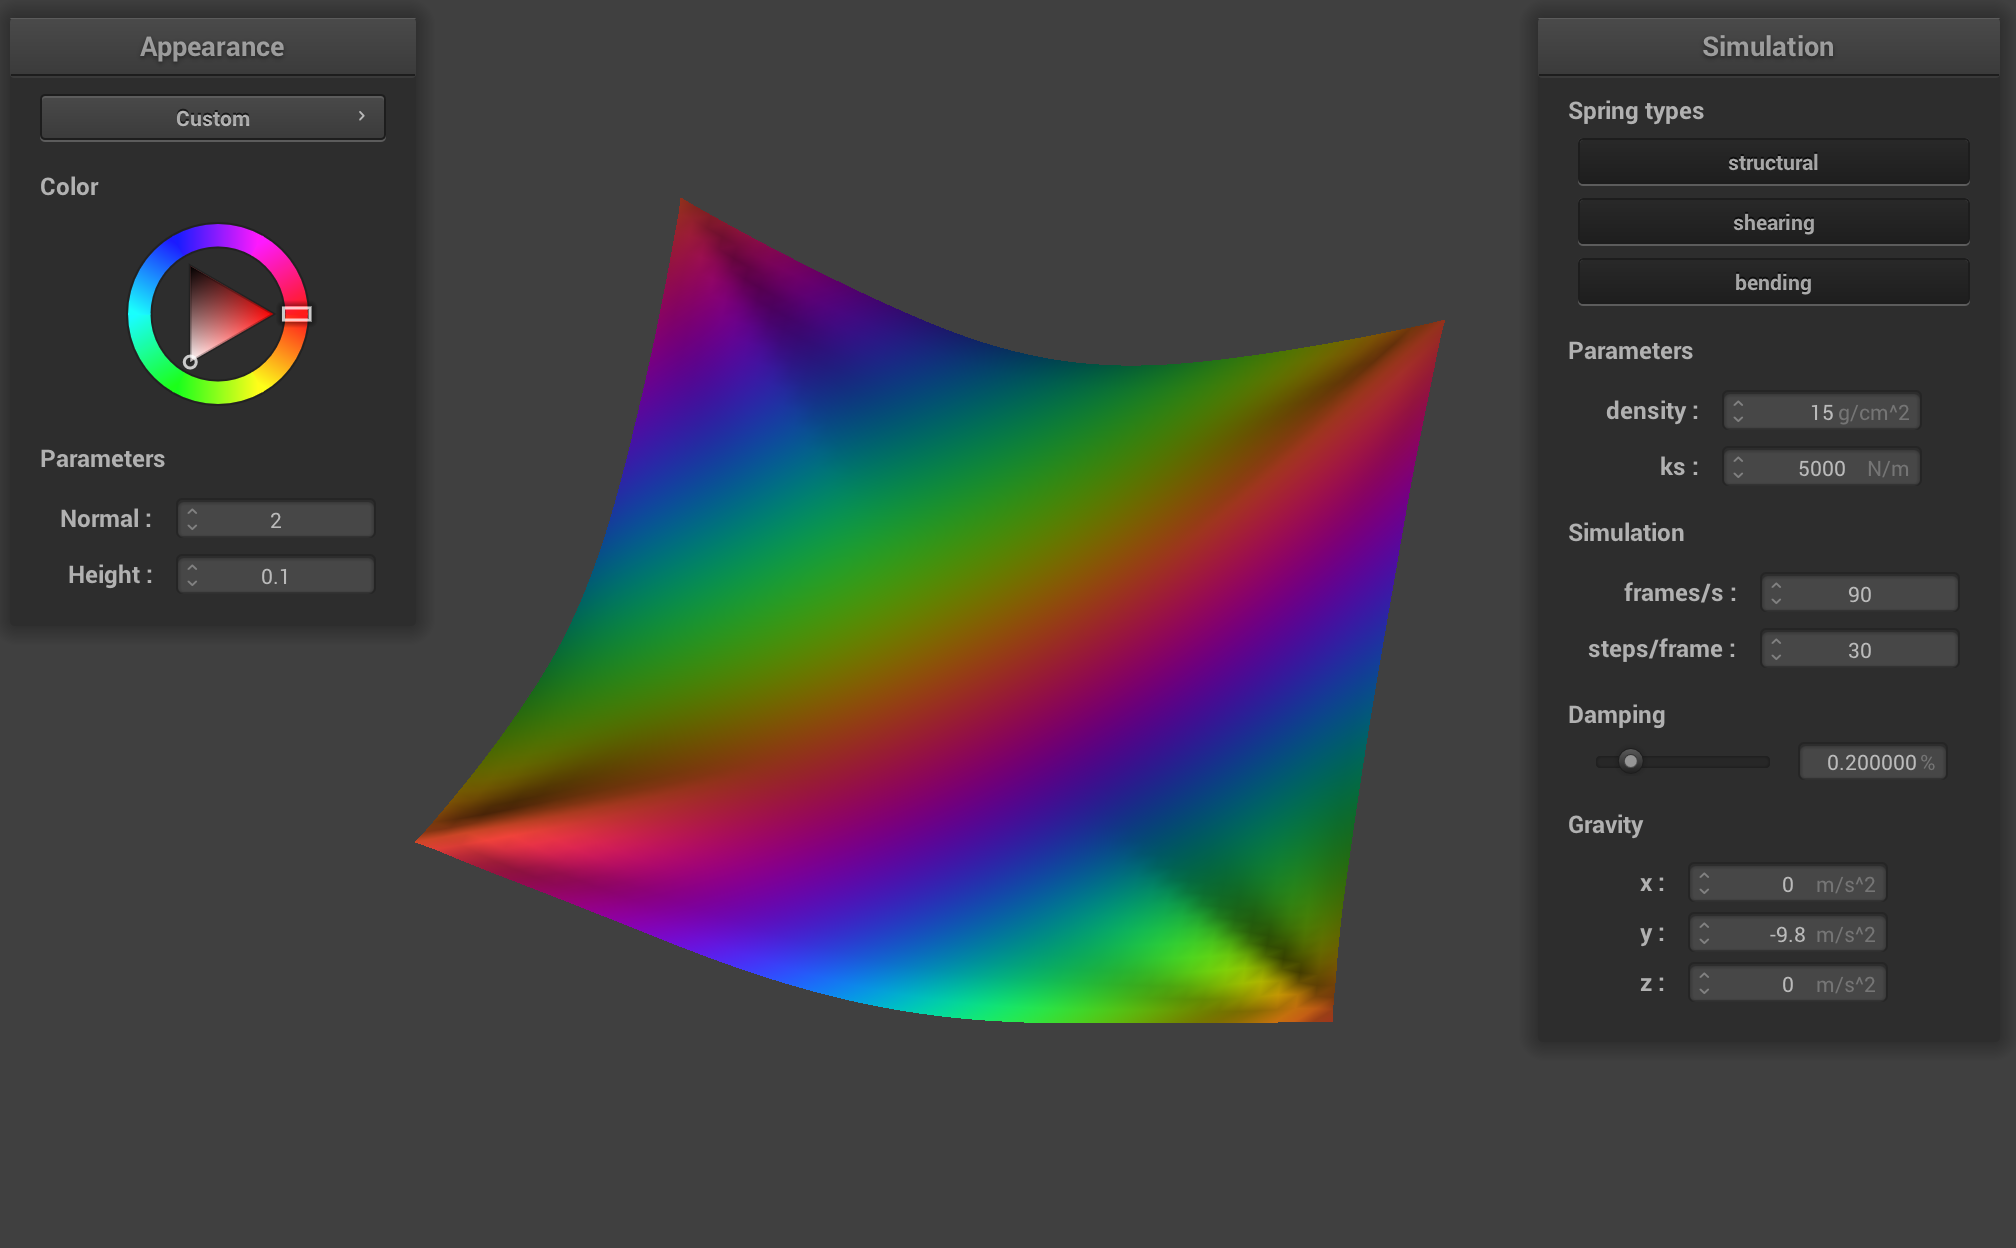 Appearance
Custom
Color
Parameters
Normal : 2
Height : 0.1
Simulation
Spring types
structural
shearing
bending
Parameters
density : 15 g/cm^2
ks : 5000 N/m
Simulation
frames/s : 90
steps/frame : 30
Damping
0.200000 %
Gravity
x : 0 m/s^2
y : -9.8 m/s^2
z : 0 m/s^2